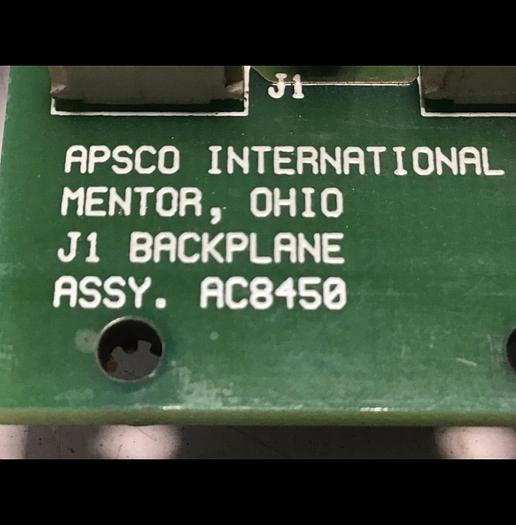 J1
APSCO INTERNATIONAL
MENTOR, OHIO
J1 BACKPLANE
ASSY. AC8450